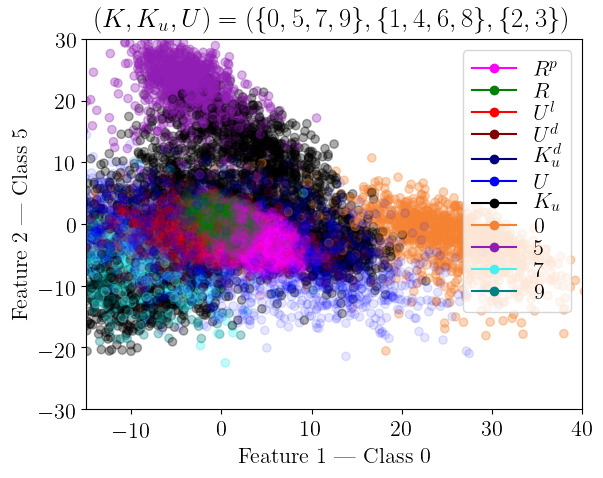 (K, K_u, U) = ({0, 5, 7, 9}, {1, 4, 6, 8}, {2, 3})
30
20
10
0
−10
−20
−30
Feature 2 — Class 5
−10
0
10
20
30
40
Feature 1 — Class 0
R^p
R
U^l
U^d
K_u^d
U
K_u
0
5
7
9